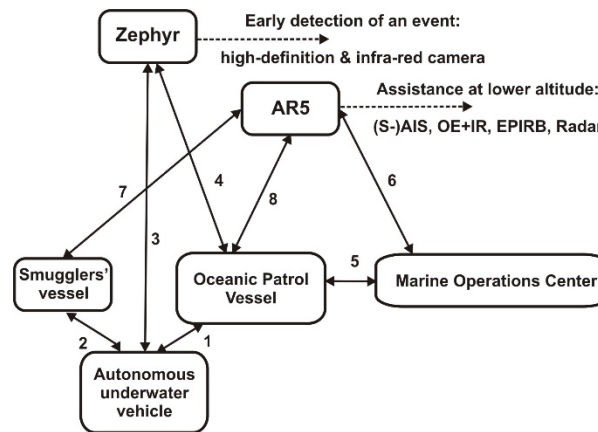 Zephyr
Early detection of an event:
high-definition & infra-red camera
AR5
Assistance at lower altitude:
(S-)AIS, OE+IR, EPIRB, Radar
7
4
8
6
3
Smugglers'
vessel
Oceanic Patrol
Vessel
5
Marine Operations Center
2
1
Autonomous
underwater
vehicle